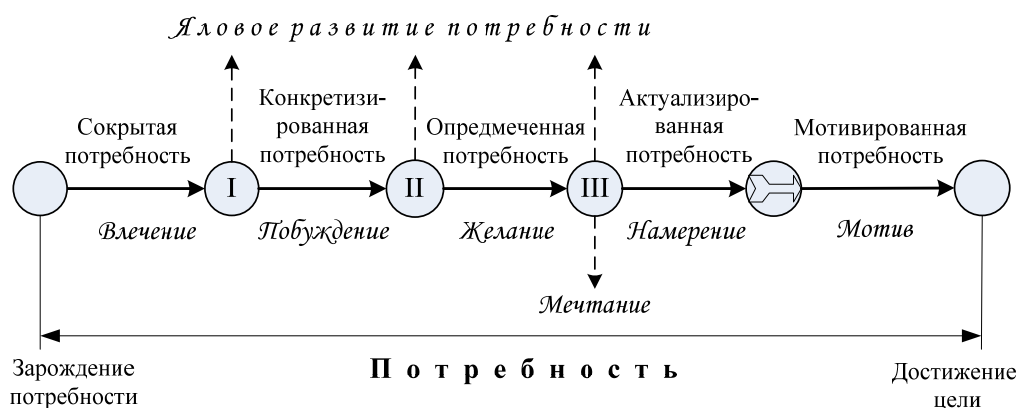 Яловое развитие потребности
Сокрытая
потребность
Конкретизи-
рованная
потребность
Опредмеченная
потребность
Актуализиро-
ванная
потребность
Мотивированная
потребность
I
II
III
Влечение
Побуждение
Желание
Намерение
Мотив
Мечтание
Зарождение
потребности
Потребность
Достижение
цели